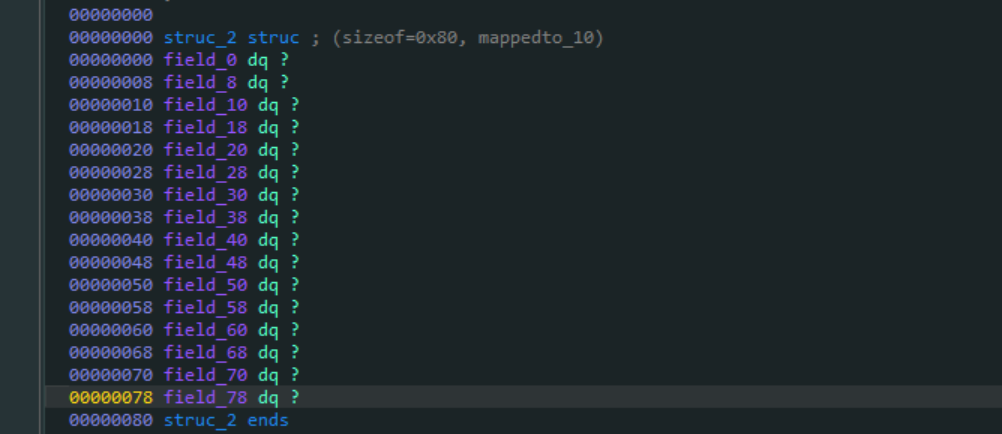 00000000
00000000 struc_2 struc ; (sizeof=0x80, mappedto_10)
00000000 field_0 dq ?
00000008 field_8 dq ?
00000010 field_10 dq ?
00000018 field_18 dq ?
00000020 field_20 dq ?
00000028 field_28 dq ?
00000030 field_30 dq ?
00000038 field_38 dq ?
00000040 field_40 dq ?
00000048 field_48 dq ?
00000050 field_50 dq ?
00000058 field_58 dq ?
00000060 field_60 dq ?
00000068 field_68 dq ?
00000070 field_70 dq ?
00000078 field_78 dq ?
00000080 struc_2 ends